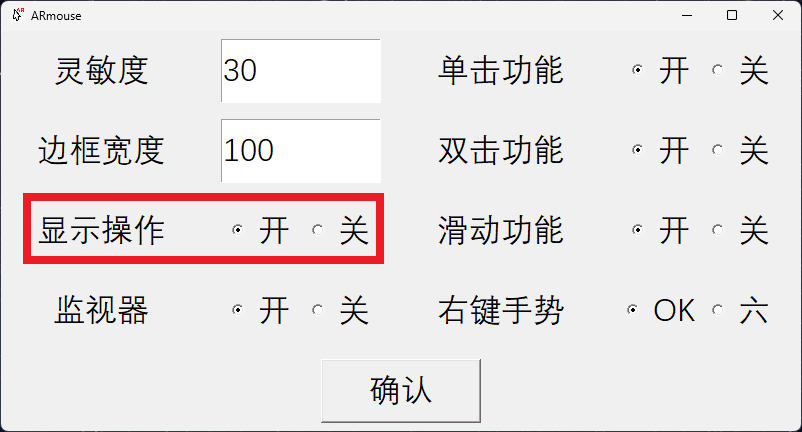 ARmouse
灵敏度 30 单击功能 开 关
边框宽度 100 双击功能 开 关
显示操作 开 关 滑动功能 开 关
监视器 开 关 右键手势 OK 六
确认